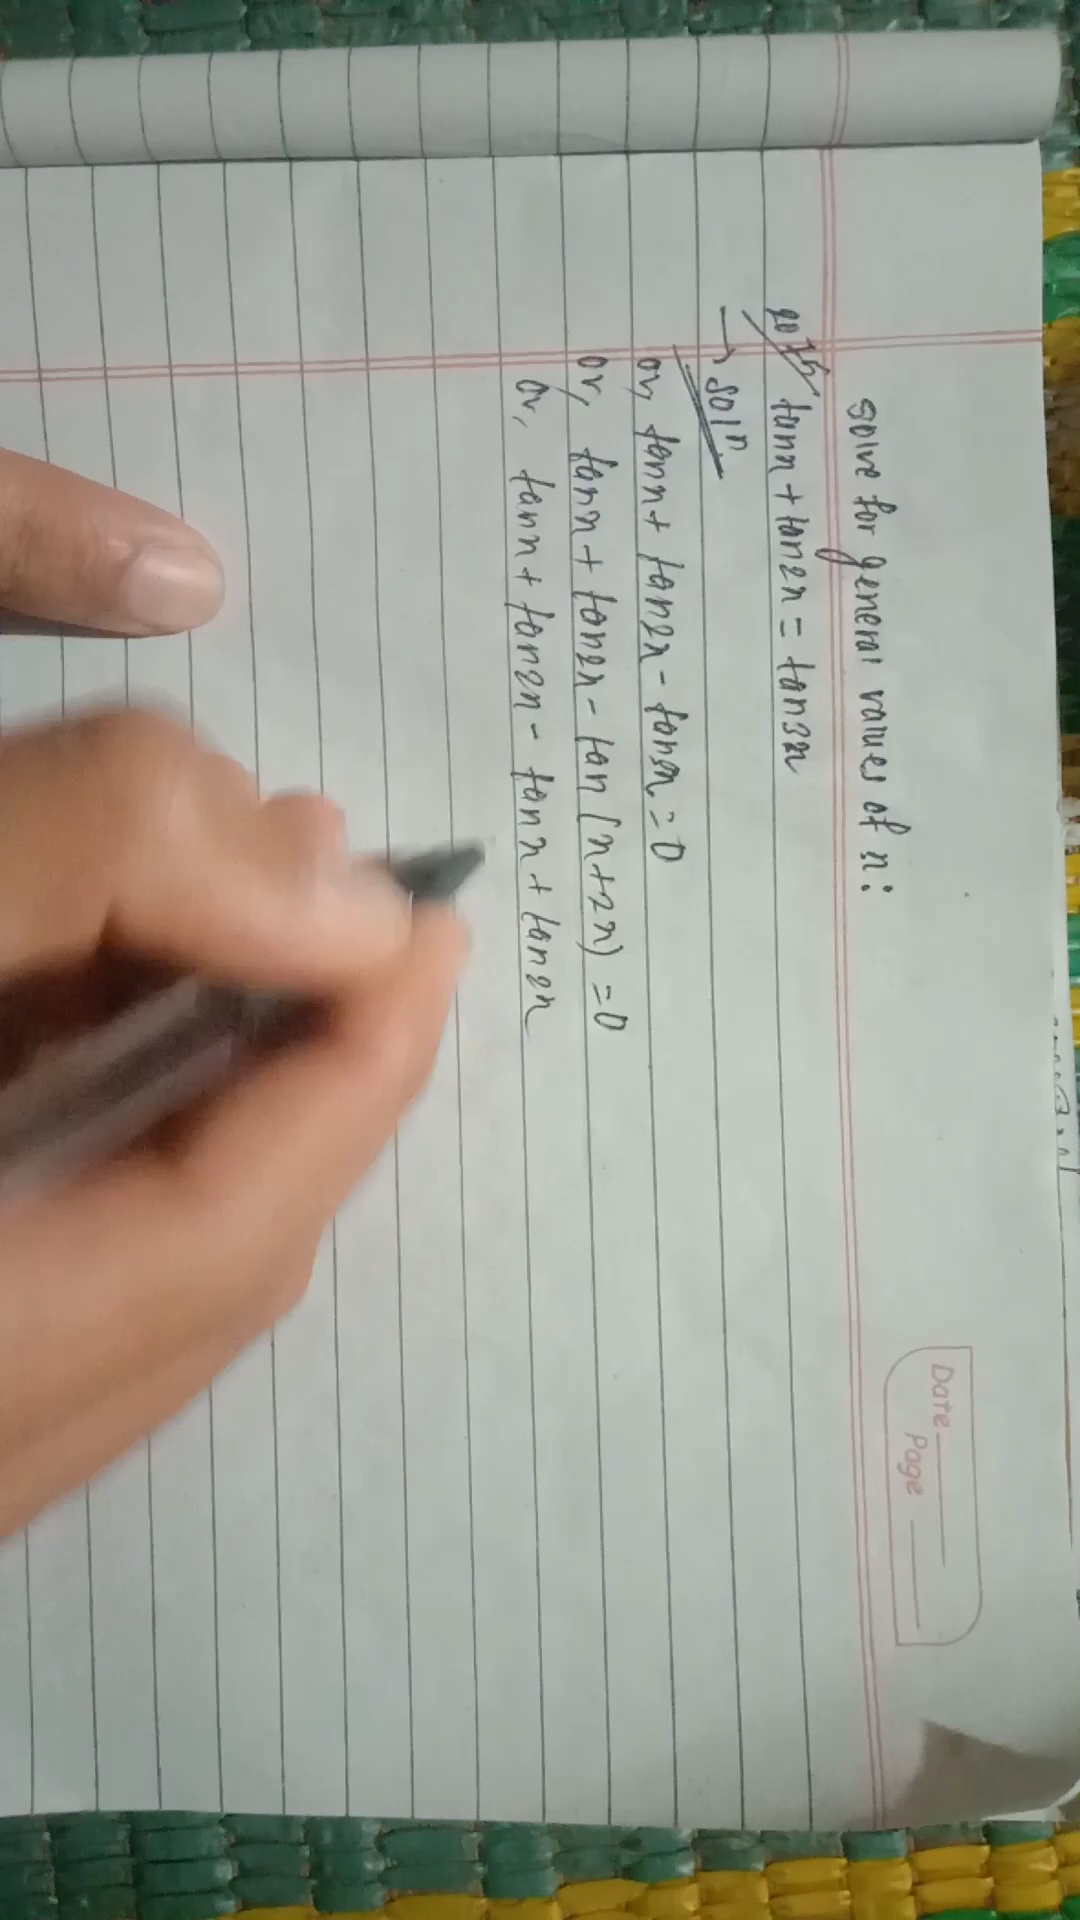 Date
Page
solve for general values of x:
2075 tanx + tan2x = tan3x
→ solⁿ
or, tanx + tan2x - tan3x = 0
or, tanx + tan2x - tan (x+2x) = 0
or, tanx + tan2x - tanx + tan2x